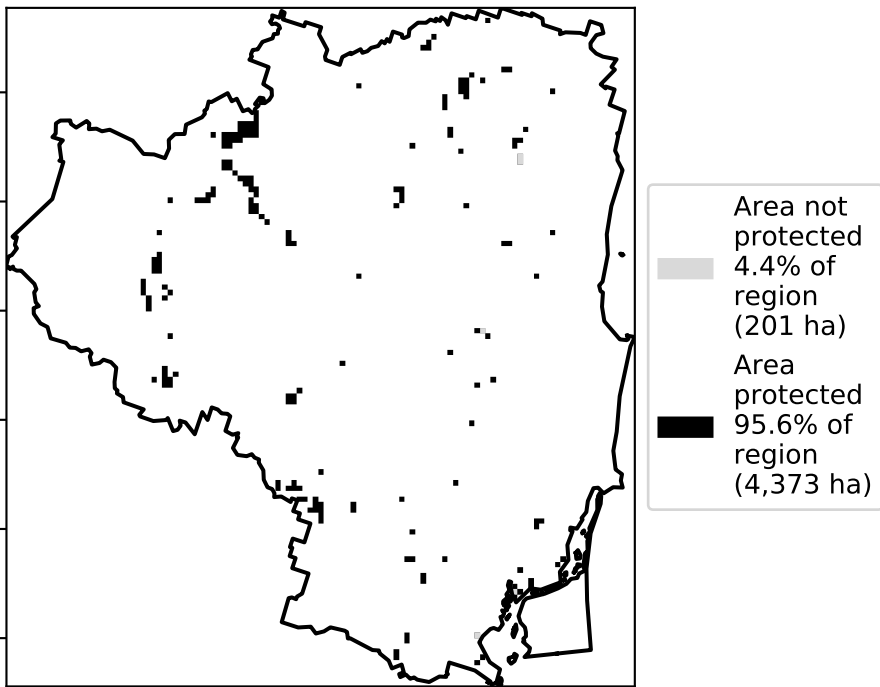 Area not
protected
4.4% of
region
(201 ha)
Area
protected
95.6% of
region
(4,373 ha)